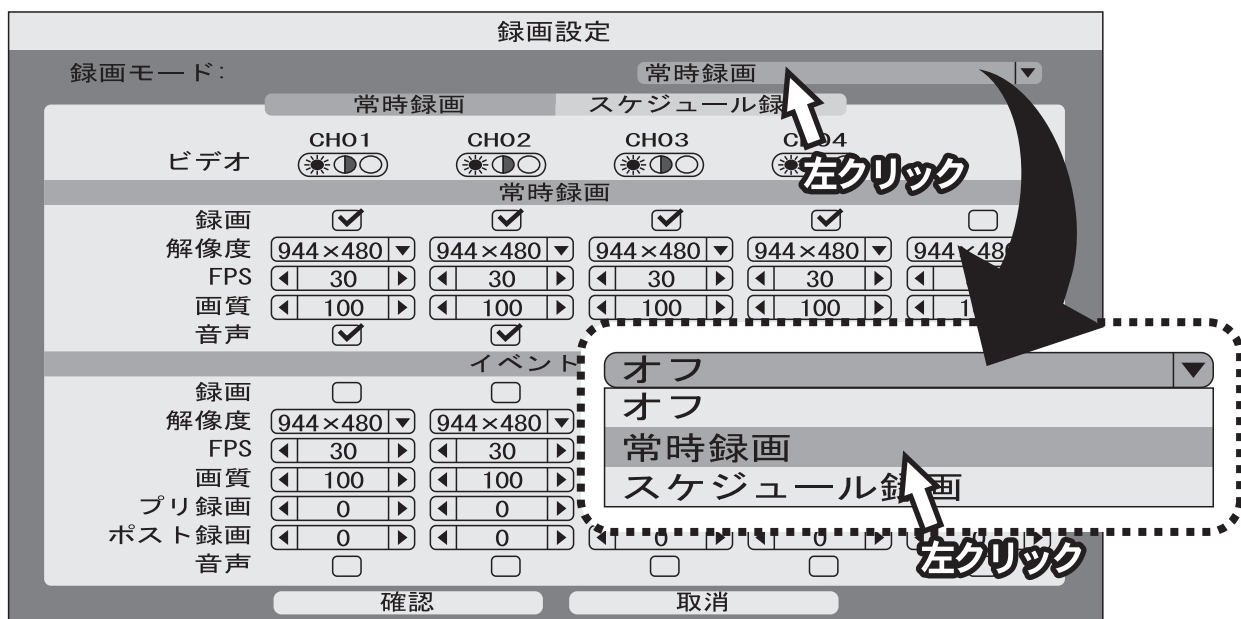 録画設定
録画モード: 常時録画
常時録画 スケジュール録
CH01 CH02 CH03 CH04
ビデオ
左クリック
常時録画
録画
解像度 944×480 944×480 944×480 944×480 944×48
FPS 30 30 30 30
画質 100 100 100 100 1
音声
イベント
録画
解像度 944×480 944×480
FPS 30 30
画質 100 100
プリ録画 0 0
ポスト録画 0 0 0 0 0
音声
確認 取消
オフ
オフ
常時録画
スケジュール録画
左クリック